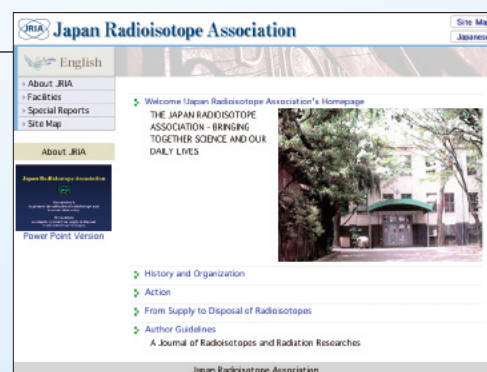 JRIA Japan Radioisotope Association
Site Map
Japanese
English
About JRIA
Facilities
Special Reports
Site Map
About JRIA
Japan Radioisotope Association
Power Point Version
Welcome !Japan Radioisotope Association's Homepage
THE JAPAN RADIOISOTOPE
ASSOCIATION - BRINGING
TOGETHER SCIENCE AND OUR
DAILY LIVES
History and Organization
Action
From Supply to Disposal of Radioisotopes
Author Guidelines
A Journal of Radioisotopes and Radiation Researches
Japan Radioisotope Association